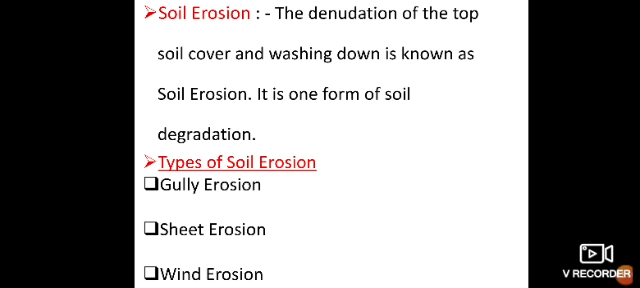 ➢Soil Erosion : - The denudation of the top
soil cover and washing down is known as
Soil Erosion. It is one form of soil
degradation.
➢Types of Soil Erosion
❑Gully Erosion
❑Sheet Erosion
❑Wind Erosion
V RECORDER